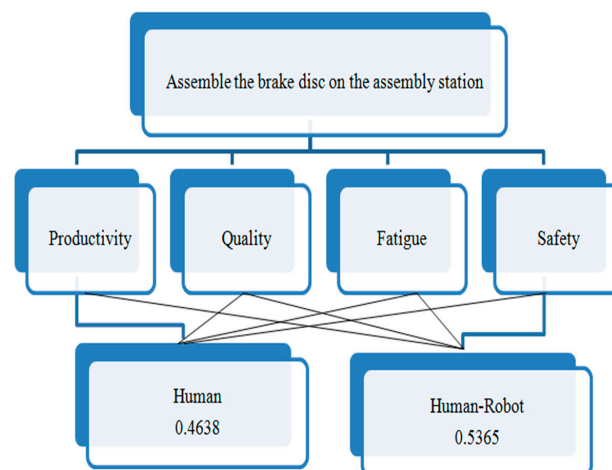 Assemble the brake disc on the assembly station
Productivity
Quality
Fatigue
Safety
Human
0.4638
Human-Robot
0.5365